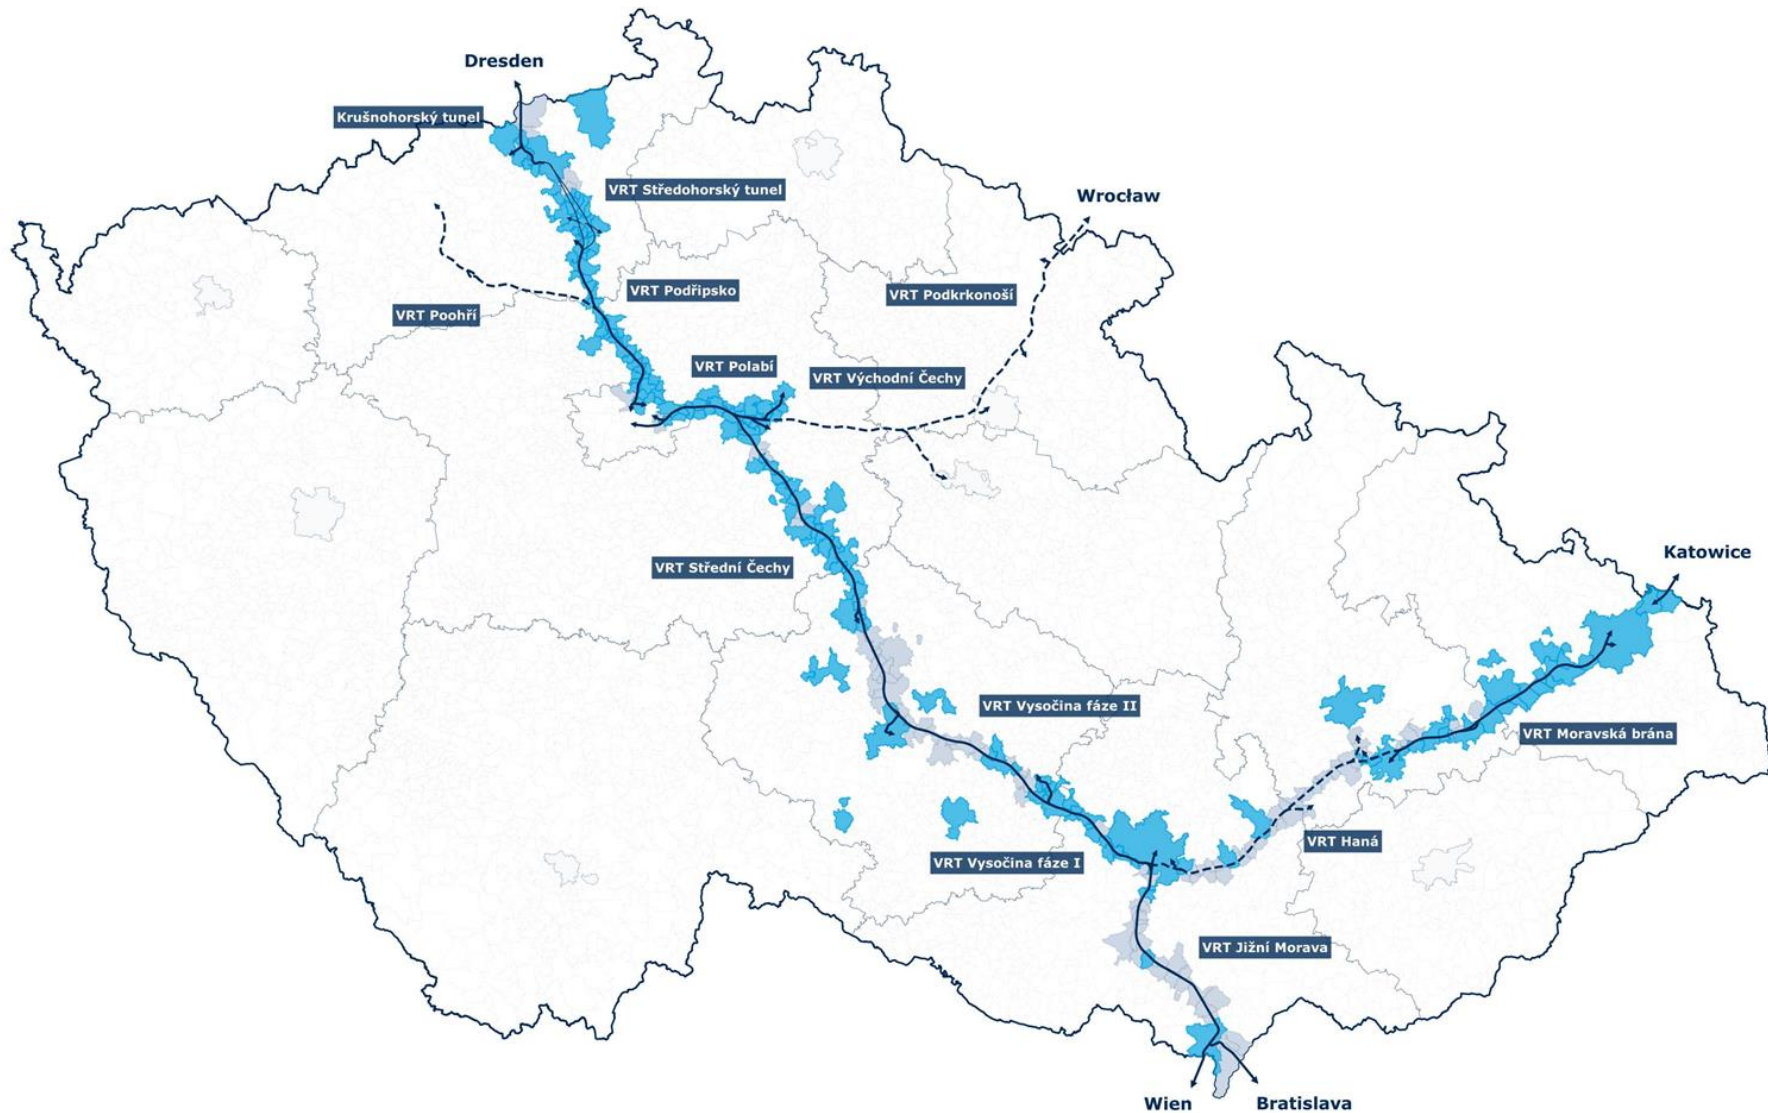 Dresden
Krušnohorský tunel
VRT Středohorský tunel
Wrocław
VRT Podřipsko
VRT Podkrkonoší
VRT Poohří
VRT Polabí
VRT Východní Čechy
Katowice
VRT Střední Čechy
VRT Vysočina fáze II
VRT Moravská brána
VRT Haná
VRT Vysočina fáze I
VRT Jižní Morava
Wien
Bratislava